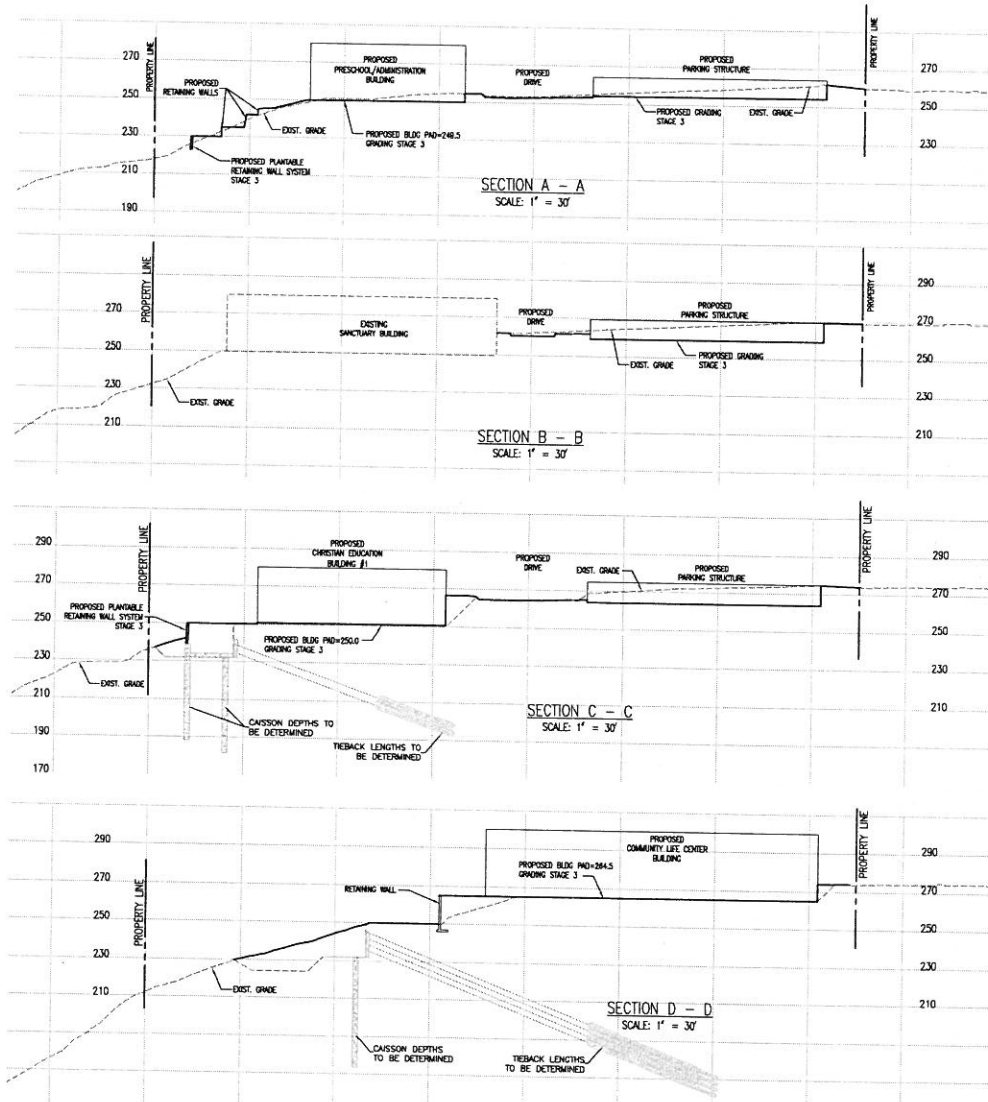 PROPERTY LINE
270
250
230
210
190
PROPOSED
RETAINING WALLS
PROPOSED
PRESCHOOL/ADMINISTRATION
BUILDING
PROPOSED
DRIVE
PROPOSED
PARKING STRUCTURE
PROPERTY LINE
270
250
230
210
EXIST. GRADE
PROPOSED BLDG PAD=249.5
GRADING STAGE 3
PROPOSED GRADING
STAGE 3
EXIST. GRADE
PROPOSED PLANTABLE
RETAINING WALL SYSTEM
STAGE 3
SECTION A - A
SCALE: 1" = 30'
PROPERTY LINE
270
250
230
210
EXISTING
SANCTUARY BUILDING
PROPOSED
DRIVE
PROPOSED
PARKING STRUCTURE
PROPERTY LINE
290
270
250
230
210
EXIST. GRADE
PROPOSED GRADING
STAGE 3
EXIST. GRADE
SECTION B - B
SCALE: 1" = 30'
PROPERTY LINE
290
270
250
230
210
190
170
PROPOSED
CHRISTIAN EDUCATION
BUILDING #1
PROPOSED
DRIVE
EXIST. GRADE
PROPOSED
PARKING STRUCTURE
PROPERTY LINE
290
270
250
230
210
PROPOSED PLANTABLE
RETAINING WALL SYSTEM
STAGE 3
PROPOSED BLDG PAD=250.0
GRADING STAGE 3
EXIST. GRADE
CAISSON DEPTHS TO
BE DETERMINED
TIEBACK LENGTHS TO
BE DETERMINED
SECTION C - C
SCALE: 1" = 30'
PROPERTY LINE
290
270
250
230
210
PROPOSED
COMMUNITY LIFE CENTER
BUILDING
PROPOSED BLDG PAD=264.5
GRADING STAGE 3
PROPERTY LINE
290
270
250
230
210
RETAINING WALL
EXIST. GRADE
CAISSON DEPTHS
TO BE DETERMINED
TIEBACK LENGTHS
TO BE DETERMINED
SECTION D - D
SCALE: 1" = 30'